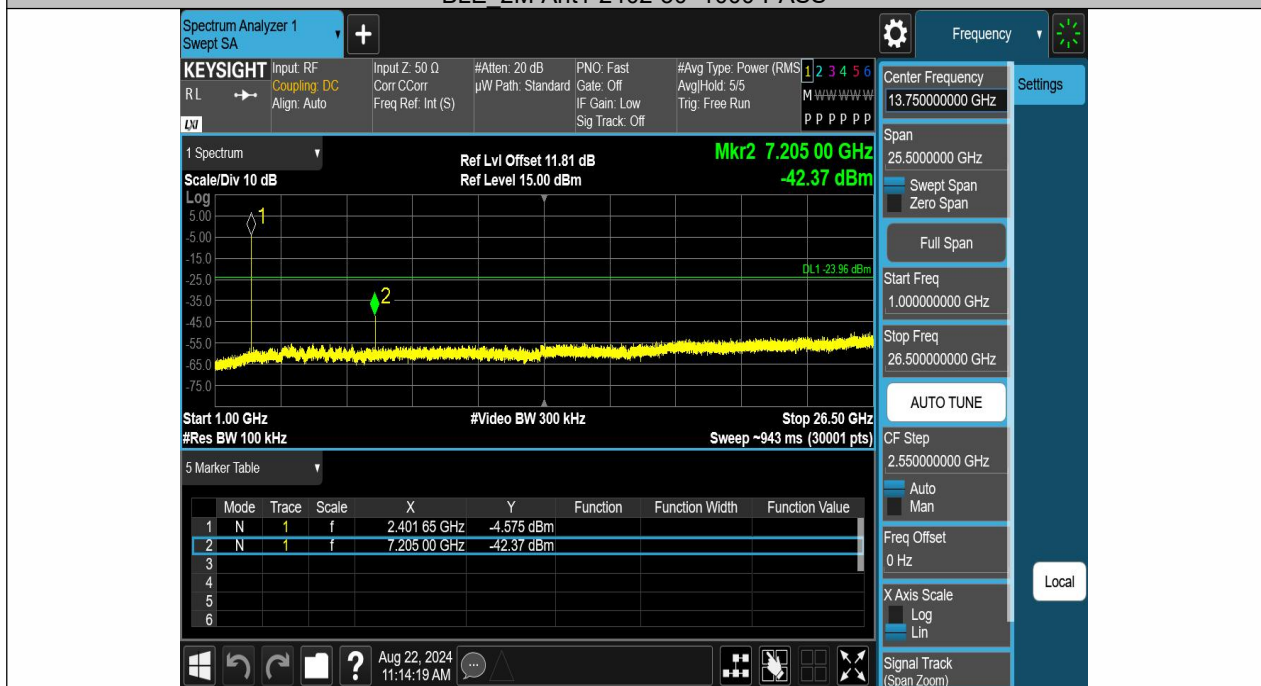 Spectrum Analyzer 1
Swept SA
Frequency
KEYSIGHT
RL
LXI
Input: RF
Coupling: DC
Align: Auto
Input Z: 50 Ω
Corr CCorr
Freq Ref: Int (S)
#Atten: 20 dB
µW Path: Standard
PNO: Fast
Gate: Off
IF Gain: Low
Sig Track: Off
#Avg Type: Power (RMS
Avg|Hold: 5/5
Trig: Free Run
1 2 3 4 5 6
M W W W W W
P P P P P P
1 Spectrum
Scale/Div 10 dB
Ref Lvl Offset 11.81 dB
Ref Level 15.00 dBm
Mkr2 7.205 00 GHz
-42.37 dBm
Log
5.00
-5.00
-15.0
-25.0
-35.0
-45.0
-55.0
-65.0
-75.0
1
2
DL1 -23.96 dBm
Start 1.00 GHz
#Video BW 300 kHz
Stop 26.50 GHz
#Res BW 100 kHz
Sweep ~943 ms (30001 pts)
5 Marker Table
Mode Trace Scale X Y Function Function Width Function Value
1 N 1 f 2.401 65 GHz -4.575 dBm
2 N 1 f 7.205 00 GHz -42.37 dBm
3
4
5
6
?
Aug 22, 2024
11:14:19 AM
Center Frequency
13.750000000 GHz
Settings
Span
25.5000000 GHz
Swept Span
Zero Span
Full Span
Start Freq
1.000000000 GHz
Stop Freq
26.500000000 GHz
AUTO TUNE
CF Step
2.550000000 GHz
Auto
Man
Freq Offset
0 Hz
Local
X Axis Scale
Log
Lin
Signal Track
(Span Zoom)